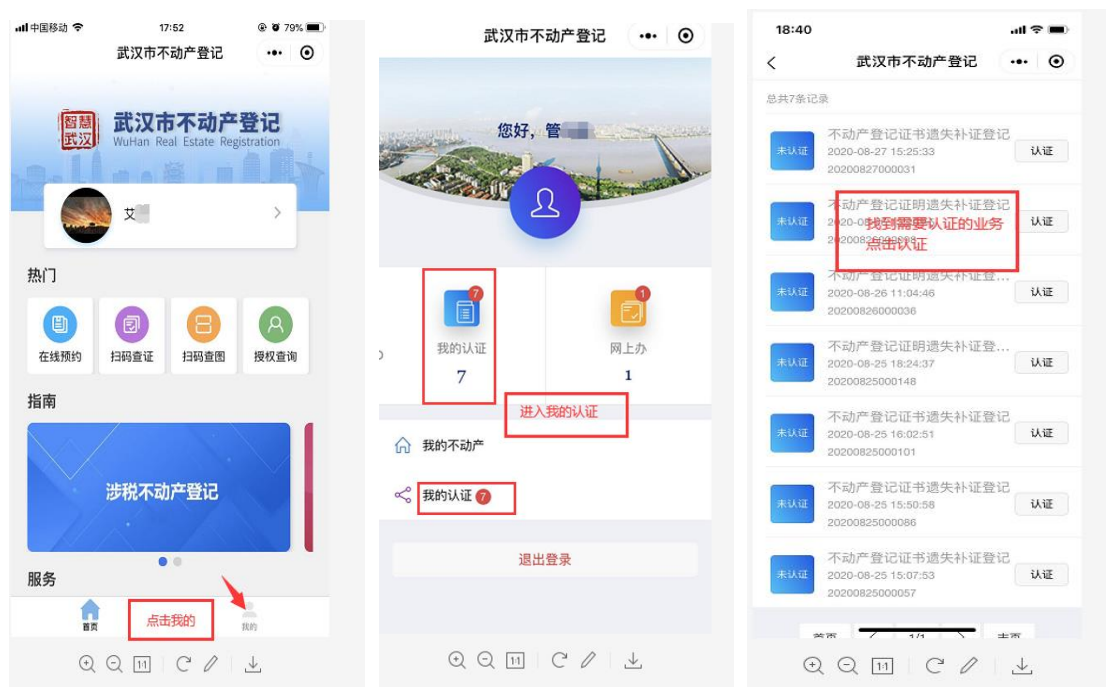 中国移动
17:52
79%
武汉市不动产登记
智慧
武汉
武汉市不动产登记
WuHan Real Estate Registration
艾
热门
在线预约
扫码查证
扫码查图
授权查询
指南
涉税不动产登记
服务
首页
点击我的
我的
1:1
武汉市不动产登记
您好，管
7
1
我的认证
网上办
7
1
进入我的认证
我的不动产
我的认证 7
退出登录
1:1
18:40
武汉市不动产登记
总共7条记录
不动产登记证书遗失补证登记
未认证
2020-08-27 15:25:33
认证
20200827000031
不动产登记证明遗失补证登记
未认证
认证
找到需要认证的业务
点击认证
不动产登记证明遗失补证登...
未认证
2020-08-26 11:04:46
认证
20200826000036
不动产登记证明遗失补证登...
未认证
2020-08-25 18:24:37
认证
20200825000148
不动产登记证书遗失补证登记
未认证
2020-08-25 16:02:51
认证
20200825000101
不动产登记证书遗失补证登记
未认证
2020-08-25 15:50:58
认证
20200825000086
不动产登记证书遗失补证登记
未认证
2020-08-25 15:07:53
认证
20200825000057
首页
1/1
末页
1:1